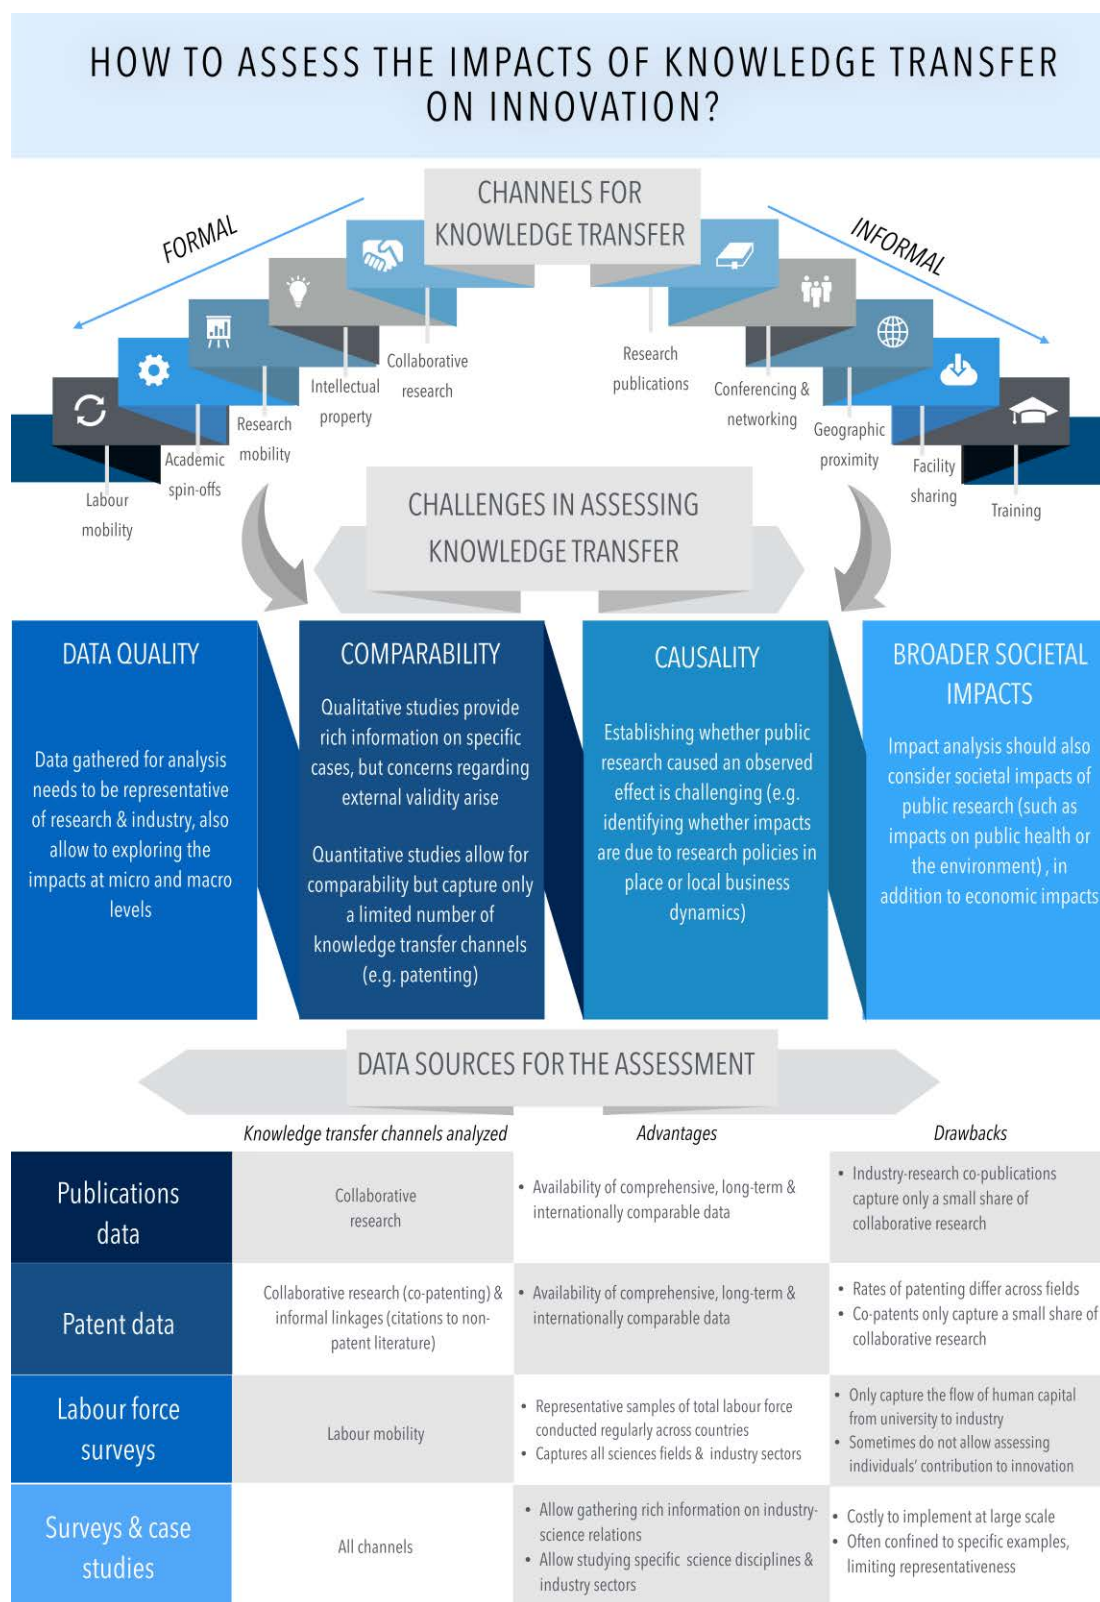 HOW TO ASSESS THE IMPACTS OF KNOWLEDGE TRANSFER
ON INNOVATION?
CHANNELS FOR
KNOWLEDGE TRANSFER
FORMAL
INFORMAL
Collaborative
research
Intellectual
property
Research
mobility
Academic
spin-offs
Labour
mobility
Research
publications
Conferencing &
networking
Geographic
proximity
Facility
sharing
Training
CHALLENGES IN ASSESSING
KNOWLEDGE TRANSFER
DATA QUALITY
Data gathered for analysis
needs to be representative
of research & industry, also
allow to exploring the
impacts at micro and macro
levels
COMPARABILITY
Qualitative studies provide
rich information on specific
cases, but concerns regarding
external validity arise
Quantitative studies allow for
comparability but capture only
a limited number of
knowledge transfer channels
(e.g. patenting)
CAUSALITY
Establishing whether public
research caused an observed
effect is challenging (e.g.
identifying whether impacts
are due to research policies in
place or local business
dynamics)
BROADER SOCIETAL
IMPACTS
Impact analysis should also
consider societal impacts of
public research (such as
impacts on public health or
the environment) , in
addition to economic impacts
DATA SOURCES FOR THE ASSESSMENT
Knowledge transfer channels analyzed
Advantages
Drawbacks
Publications
data
Collaborative
research
• Availability of comprehensive, long-term &
internationally comparable data
• Industry-research co-publications
capture only a small share of
collaborative research
Patent data
Collaborative research (co-patenting) &
informal linkages (citations to non-
patent literature)
• Availability of comprehensive, long-term &
internationally comparable data
• Rates of patenting differ across fields
• Co-patents only capture a small share of
collaborative research
Labour force
surveys
Labour mobility
• Representative samples of total labour force
conducted regularly across countries
• Captures all sciences fields & industry sectors
• Only capture the flow of human capital
from university to industry
• Sometimes do not allow assessing
individuals' contribution to innovation
Surveys & case
studies
All channels
• Allow gathering rich information on industry-
science relations
• Allow studying specific science disciplines &
industry sectors
• Costly to implement at large scale
• Often confined to specific examples,
limiting representativeness